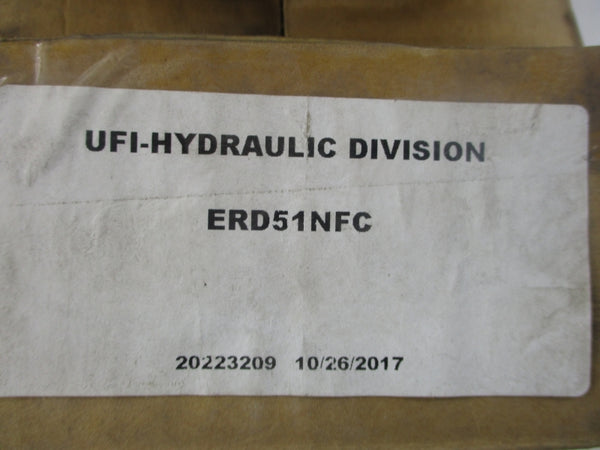 UFI-HYDRAULIC DIVISION
ERD51NFC
20223209 10/26/2017